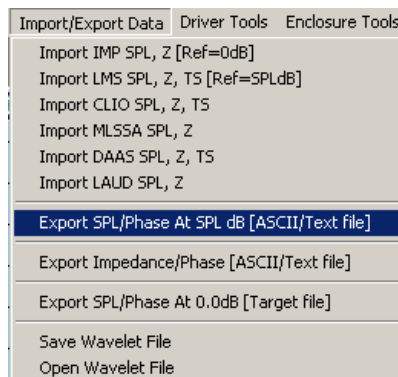 Import/Export Data Driver Tools Enclosure Tools
Import IMP SPL, Z [Ref=0dB]
Import LMS SPL, Z, TS [Ref=SPLdB]
Import CLIO SPL, Z, TS
Import MLSSA SPL, Z
Import DAAS SPL, Z, TS
Import LAUD SPL, Z
Export SPL/Phase At SPL dB [ASCII/Text file]
Export Impedance/Phase [ASCII/Text file]
Export SPL/Phase At 0.0dB [Target file]
Save Wavelet File
Open Wavelet File